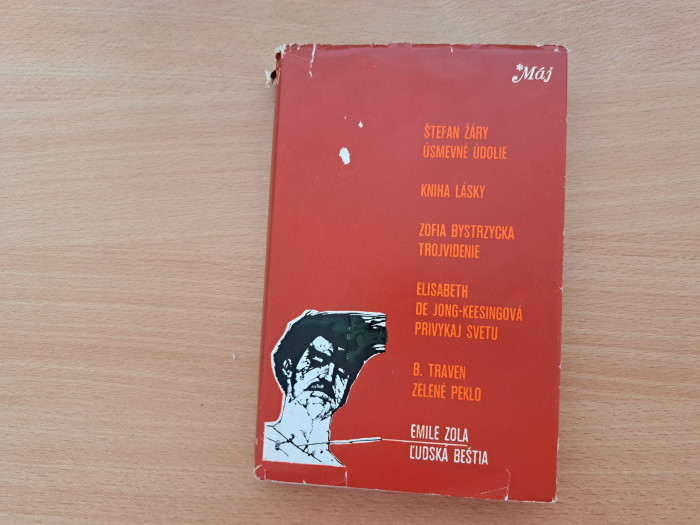 *Máj
ŠTEFAN ŽÁRY
ÚSMEVNÉ ÚDOLIE
KNIHA LÁSKY
ZOFIA BYSTRZYCKA
TROJVIDENIE
ELISABETH
DE JONG-KEESINGOVÁ
PRIVYKAJ SVETU
B. TRAVEN
ZELENÉ PEKLO
EMILE ZOLA
ĽUDSKÁ BEŠTIA